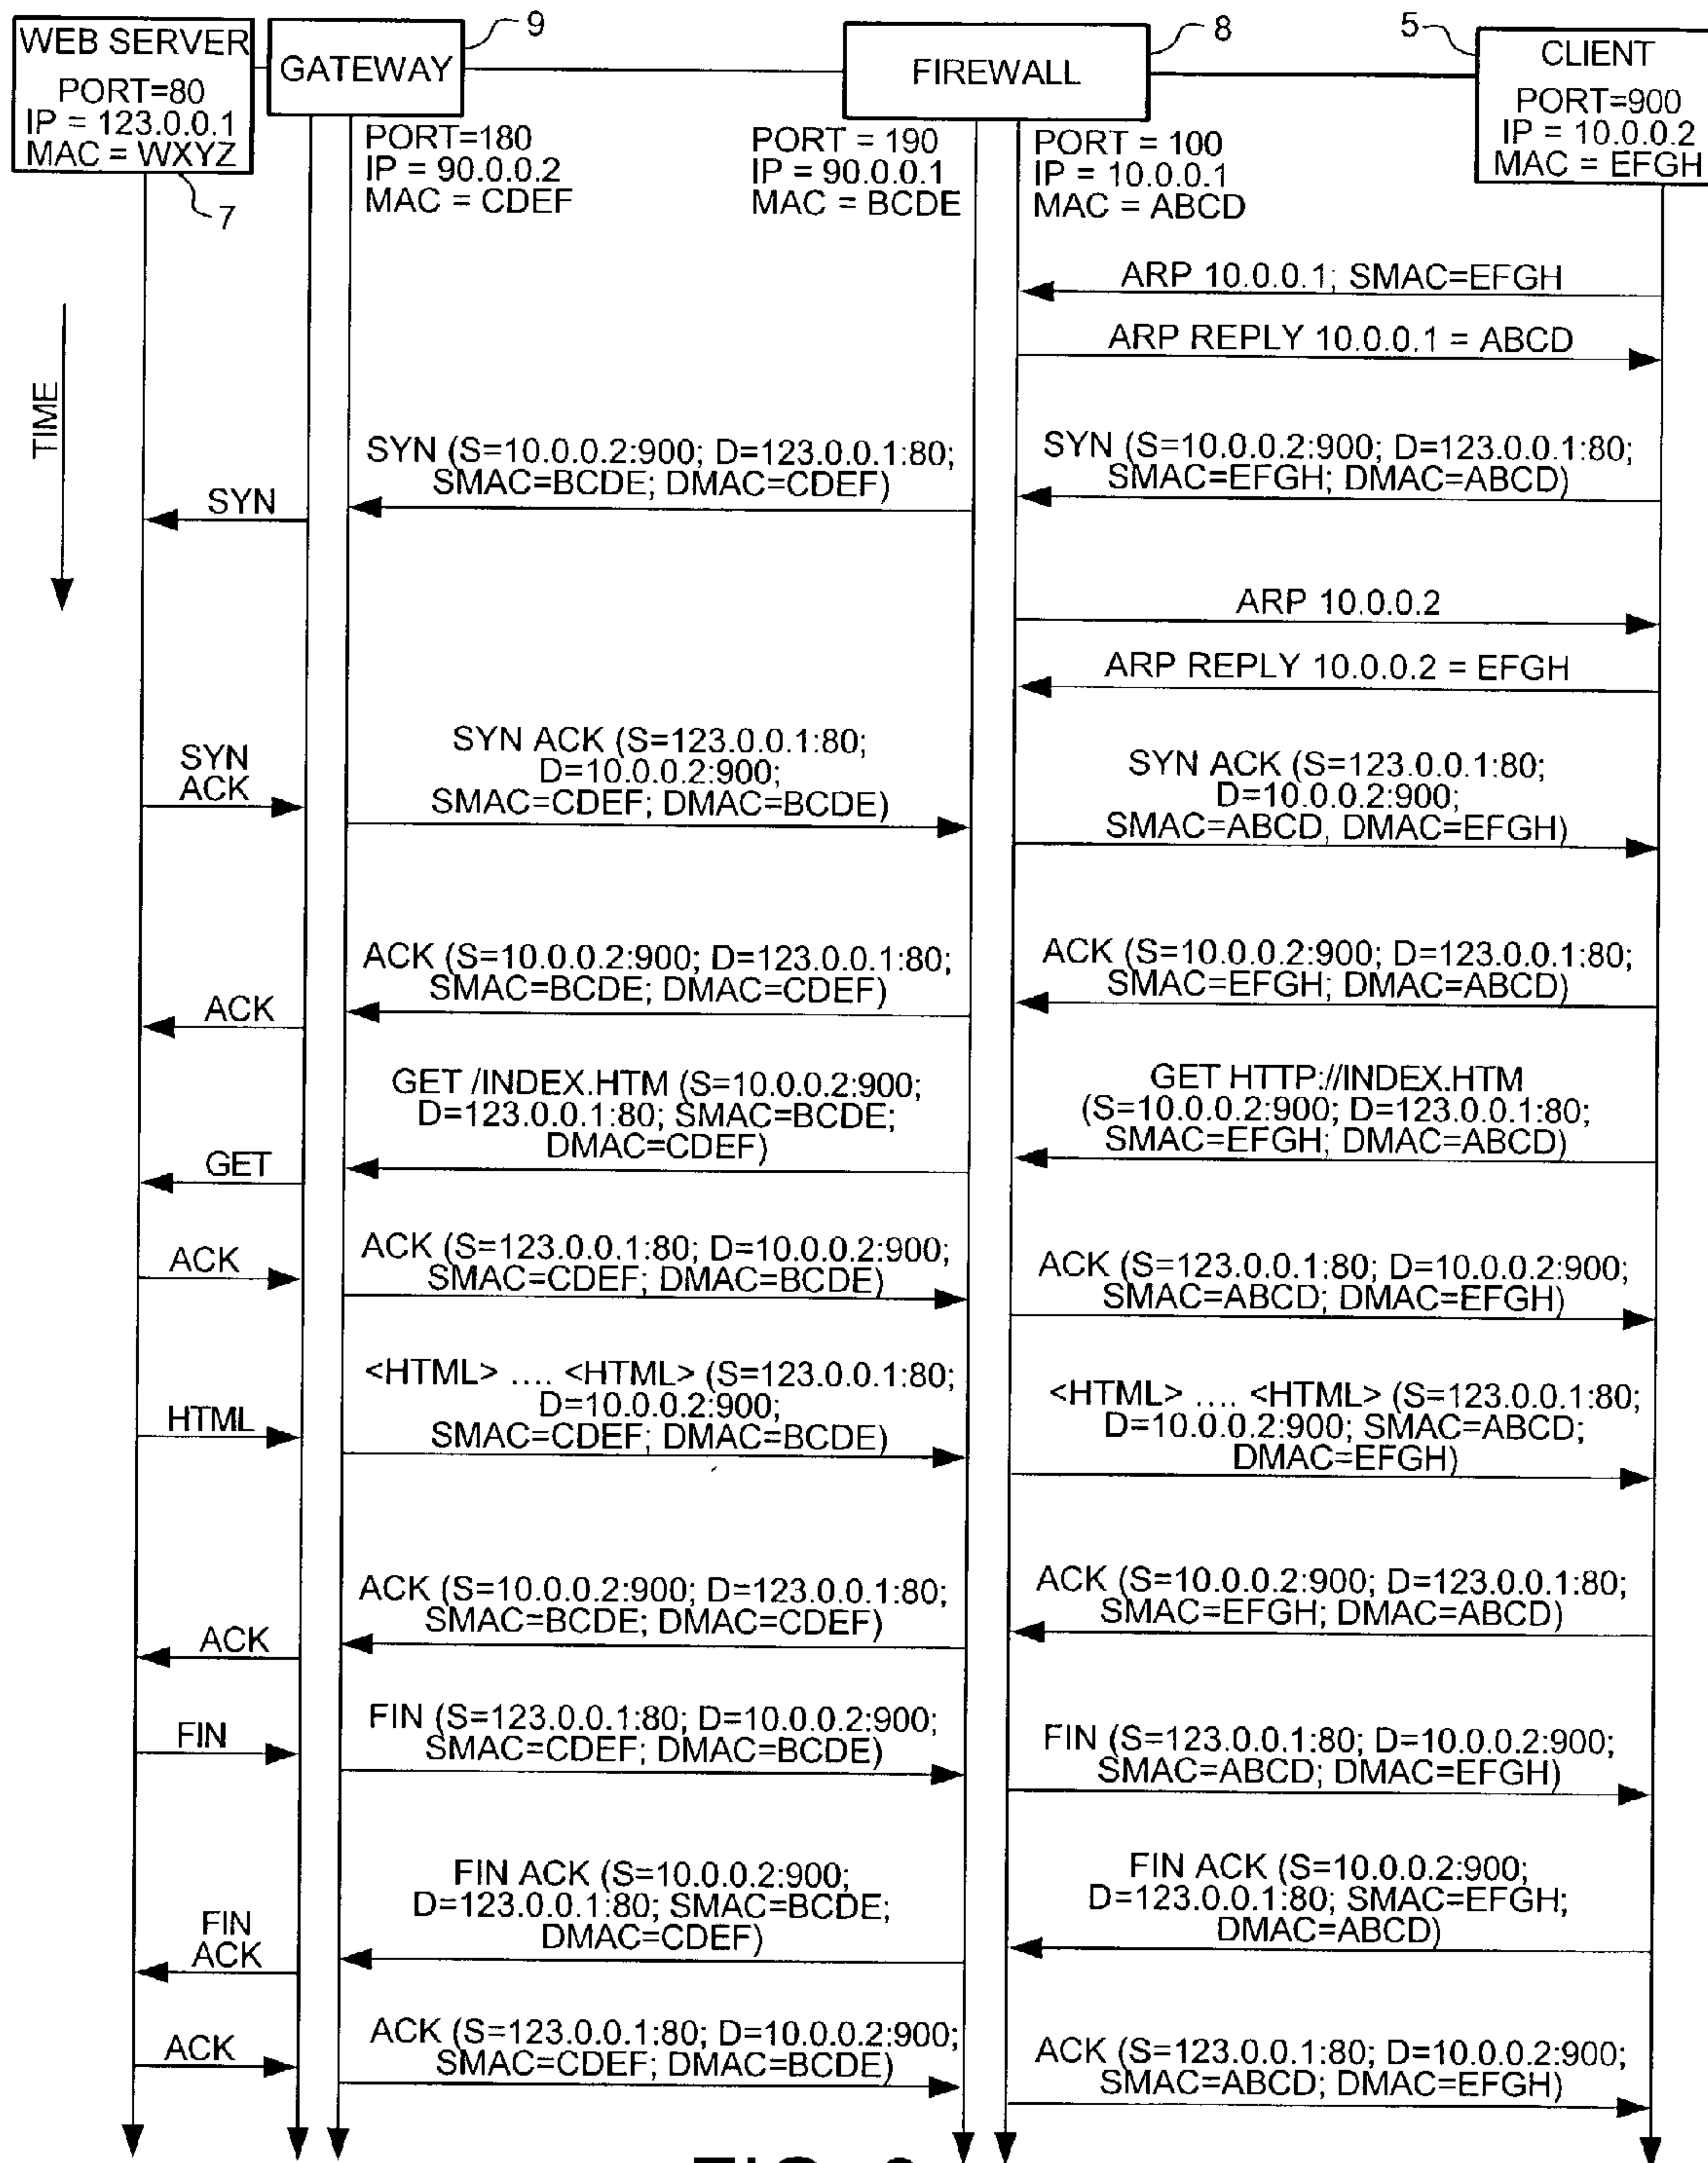 WEB SERVER
PORT=80
IP = 123.0.0.1
MAC = WXYZ
7
GATEWAY
9
PORT=180
IP = 90.0.0.2
MAC = CDEF
FIREWALL
8
PORT = 190
IP = 90.0.0.1
MAC = BCDE
PORT = 100
IP = 10.0.0.1
MAC = ABCD
5
CLIENT
PORT=900
IP = 10.0.0.2
MAC = EFGH
TIME
ARP 10.0.0.1; SMAC=EFGH
ARP REPLY 10.0.0.1 = ABCD
SYN (S=10.0.0.2:900; D=123.0.0.1:80;
SMAC=EFGH; DMAC=ABCD)
SYN (S=10.0.0.2:900; D=123.0.0.1:80;
SMAC=BCDE; DMAC=CDEF)
SYN
ARP 10.0.0.2
ARP REPLY 10.0.0.2 = EFGH
SYN
ACK
SYN ACK (S=123.0.0.1:80;
D=10.0.0.2:900;
SMAC=CDEF; DMAC=BCDE)
SYN ACK (S=123.0.0.1:80;
D=10.0.0.2:900;
SMAC=ABCD, DMAC=EFGH)
ACK (S=10.0.0.2:900; D=123.0.0.1:80;
SMAC=EFGH; DMAC=ABCD)
ACK (S=10.0.0.2:900; D=123.0.0.1:80;
SMAC=BCDE; DMAC=CDEF)
ACK
GET HTTP://INDEX.HTM
(S=10.0.0.2:900; D=123.0.0.1:80;
SMAC=EFGH; DMAC=ABCD)
GET /INDEX.HTM (S=10.0.0.2:900;
D=123.0.0.1:80; SMAC=BCDE;
DMAC=CDEF)
GET
ACK
ACK (S=123.0.0.1:80; D=10.0.0.2:900;
SMAC=CDEF; DMAC=BCDE)
ACK (S=123.0.0.1:80; D=10.0.0.2:900;
SMAC=ABCD; DMAC=EFGH)
HTML
<HTML> .... <HTML> (S=123.0.0.1:80;
D=10.0.0.2:900;
SMAC=CDEF; DMAC=BCDE)
<HTML> .... <HTML> (S=123.0.0.1:80;
D=10.0.0.2:900; SMAC=ABCD;
DMAC=EFGH)
ACK (S=10.0.0.2:900; D=123.0.0.1:80;
SMAC=EFGH; DMAC=ABCD)
ACK (S=10.0.0.2:900; D=123.0.0.1:80;
SMAC=BCDE; DMAC=CDEF)
ACK
FIN
FIN (S=123.0.0.1:80; D=10.0.0.2:900;
SMAC=CDEF; DMAC=BCDE)
FIN (S=123.0.0.1:80; D=10.0.0.2:900;
SMAC=ABCD; DMAC=EFGH)
FIN ACK (S=10.0.0.2:900;
D=123.0.0.1:80; SMAC=EFGH;
DMAC=ABCD)
FIN ACK (S=10.0.0.2:900;
D=123.0.0.1:80; SMAC=BCDE;
DMAC=CDEF)
FIN
ACK
ACK
ACK (S=123.0.0.1:80; D=10.0.0.2:900;
SMAC=CDEF; DMAC=BCDE)
ACK (S=123.0.0.1:80; D=10.0.0.2:900;
SMAC=ABCD; DMAC=EFGH)